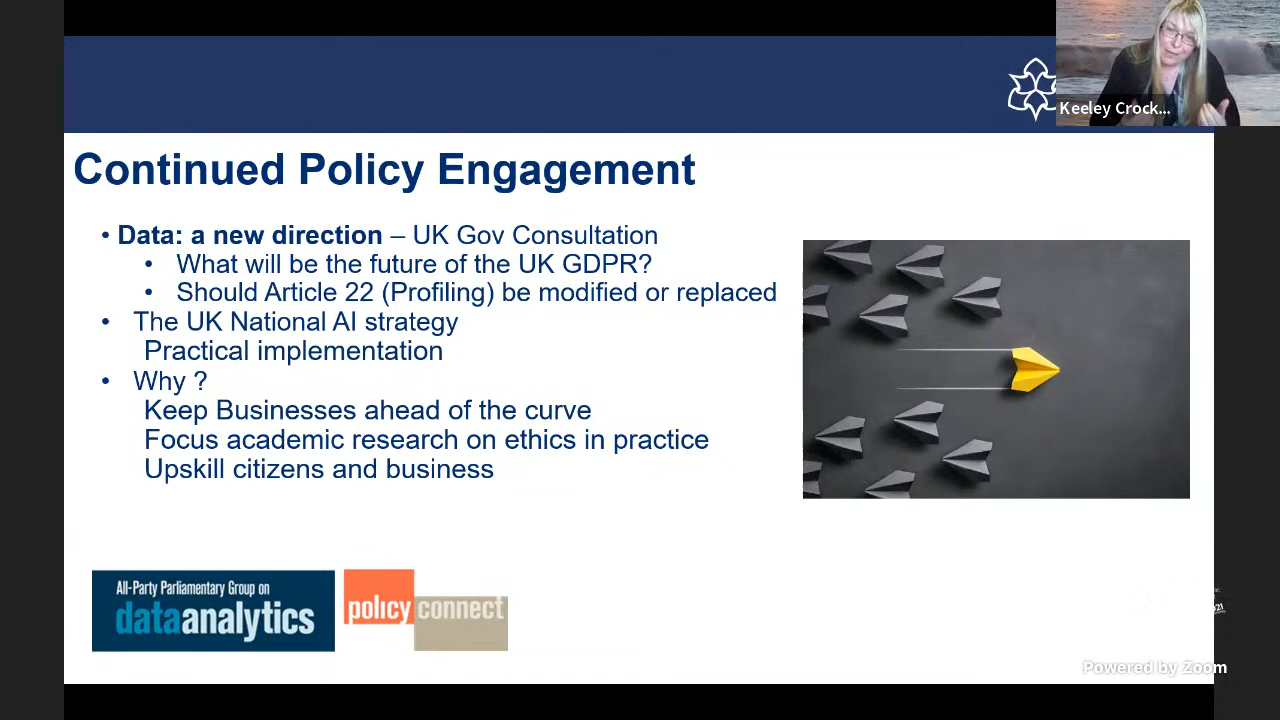 Keeley Crock...
Continued Policy Engagement
• Data: a new direction – UK Gov Consultation
• What will be the future of the UK GDPR?
• Should Article 22 (Profiling) be modified or replaced
• The UK National AI strategy
Practical implementation
• Why ?
Keep Businesses ahead of the curve
Focus academic research on ethics in practice
Upskill citizens and business
All-Party Parliamentary Group on
dataanalytics
policy connect
Powered by Zoom